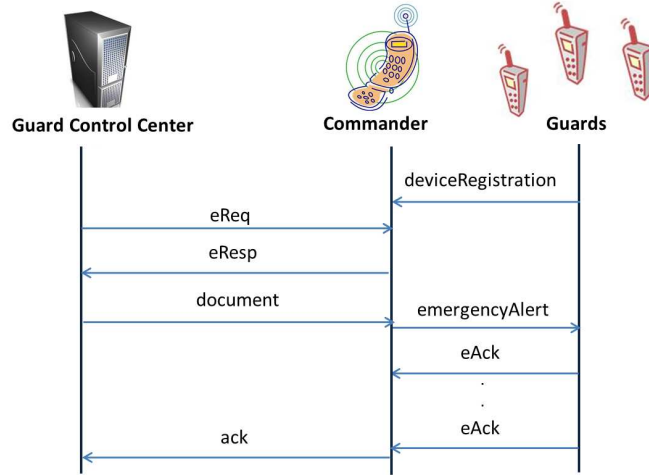 Guard Control Center
Commander
Guards
deviceRegistration
eReq
eResp
document
emergencyAlert
eAck
.
.
eAck
ack